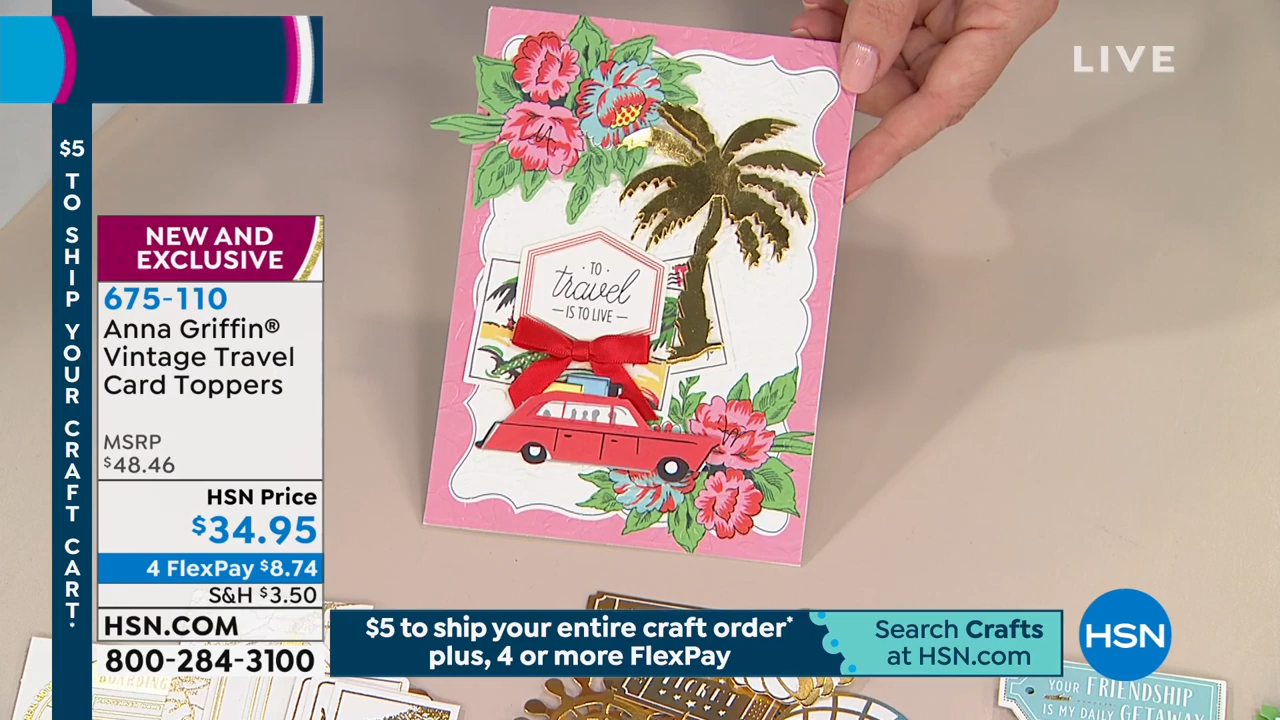 LIVE
$5 TO SHIP YOUR CRAFT CART.*
NEW AND
EXCLUSIVE
675-110
Anna Griffin®
Vintage Travel
Card Toppers
MSRP
$48.46
HSN Price
$34.95
4 FlexPay $8.74
S&H $3.50
HSN.COM
800-284-3100
· TO ·
travel
— IS TO LIVE —
$5 to ship your entire craft order*
plus, 4 or more FlexPay
Search Crafts
at HSN.com
HSN
BOARDING
TICKET
YOUR FRIENDSHIP
IS MY DAILY GETAWAY